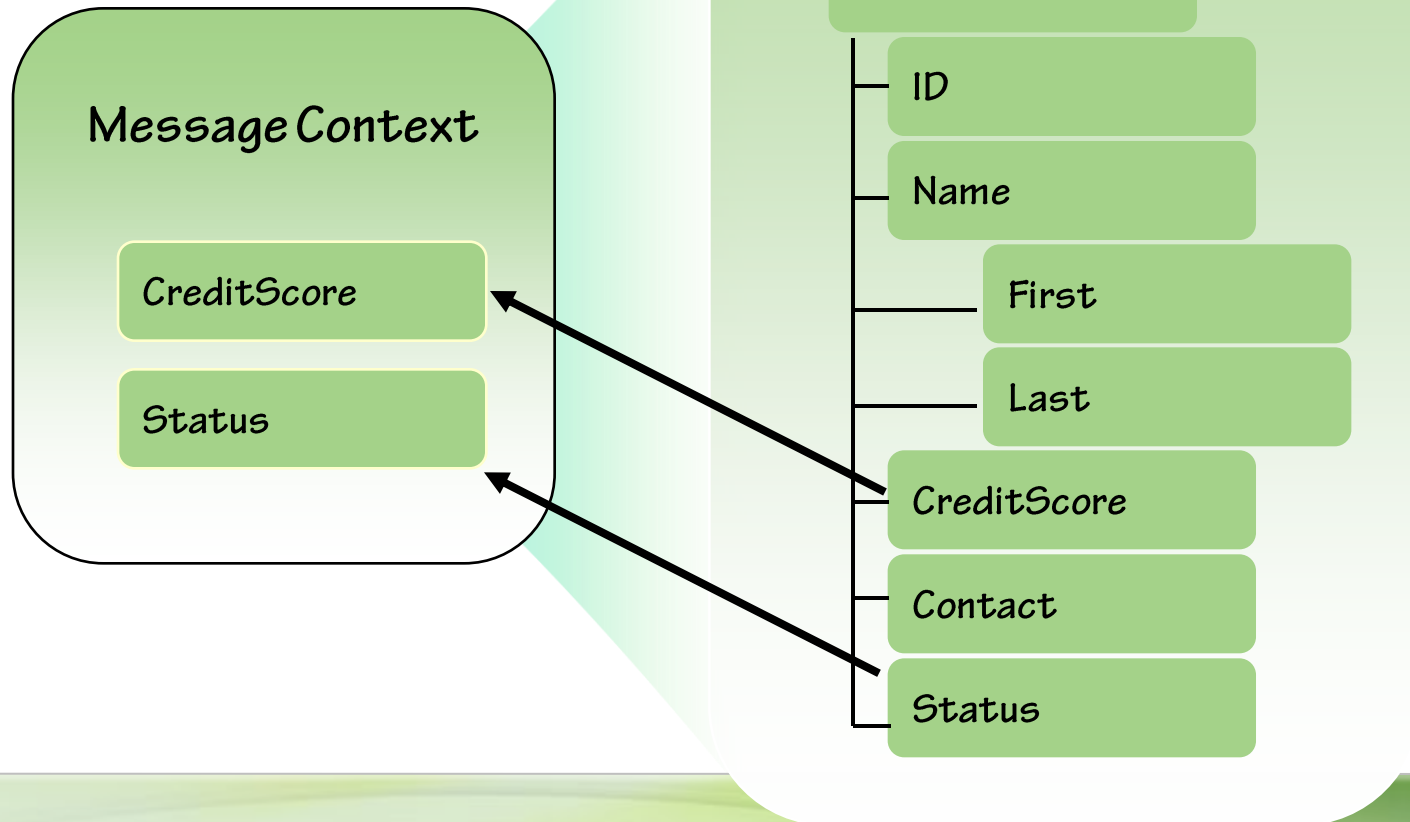 Message Context
CreditScore
Status
ID
Name
First
Last
CreditScore
Contact
Status